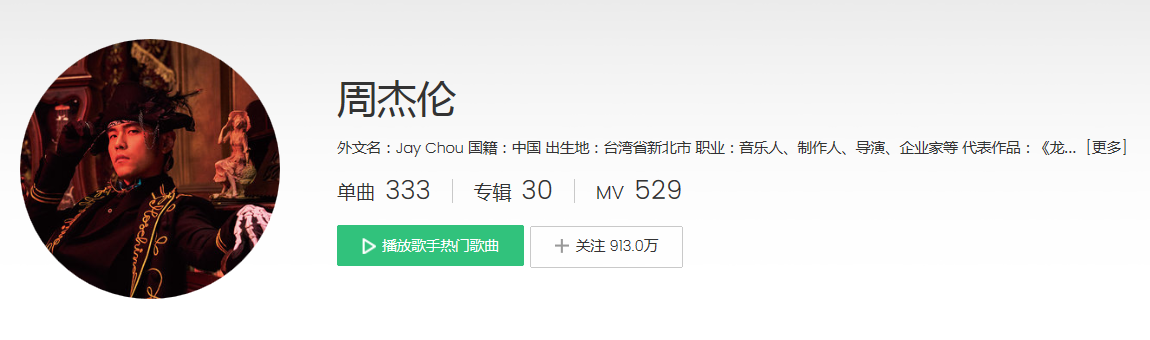 周杰伦
外文名：Jay Chou 国籍：中国 出生地：台湾省新北市 职业：音乐人、制作人、导演、企业家等 代表作品：《龙... [更多]
单曲 333 专辑 30 MV 529
播放歌手热门歌曲 关注 913.0万